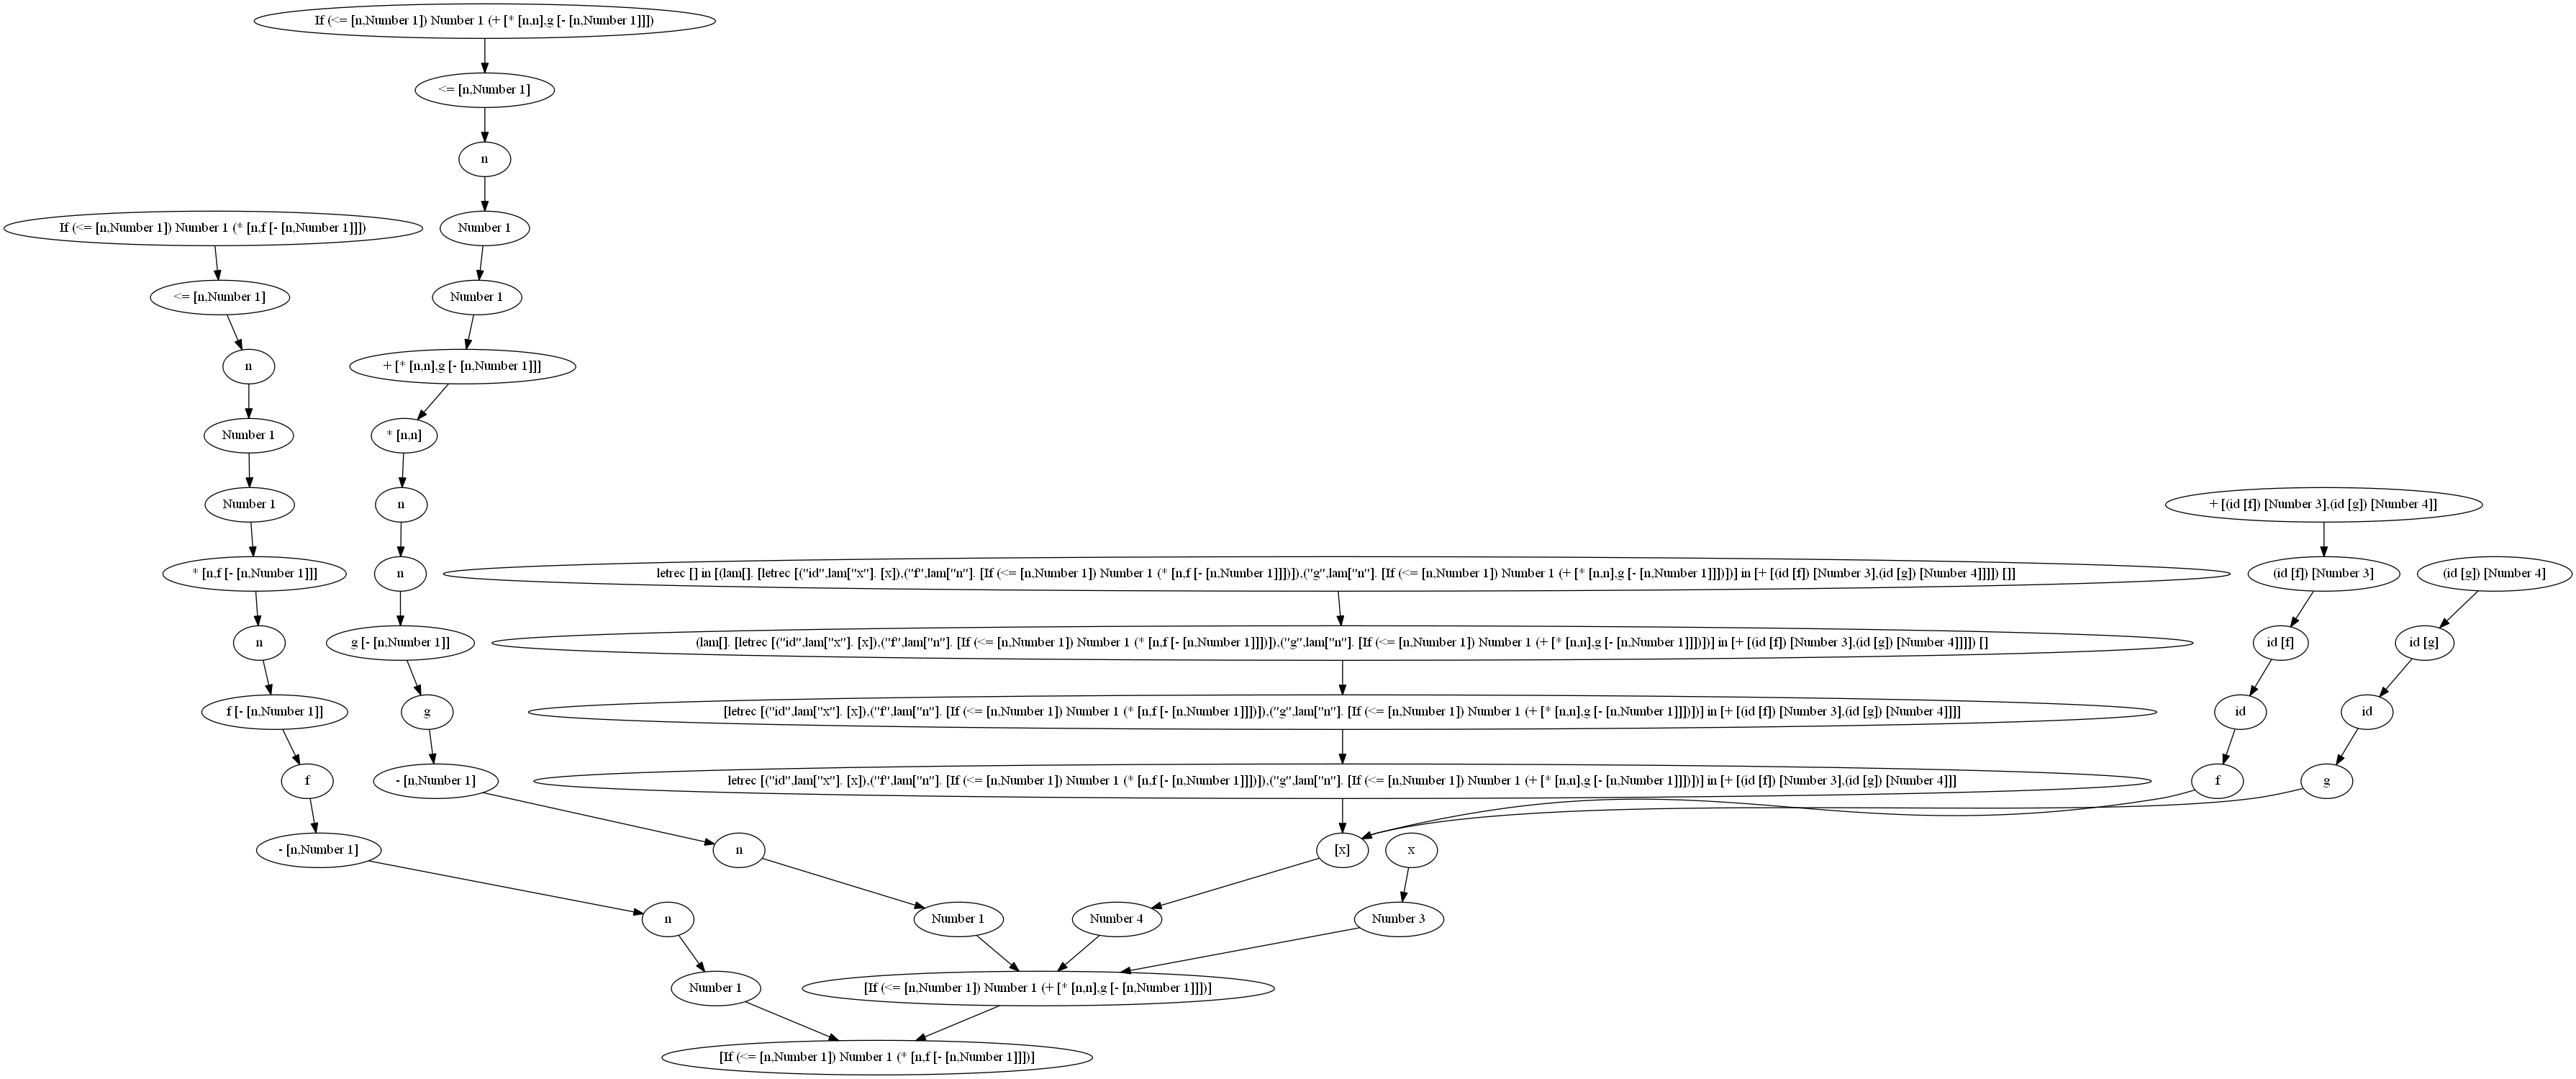 If (<= [n,Number 1]) Number 1 (+ [* [n,n],g [- [n,Number 1]]])
<= [n,Number 1]
n
If (<= [n,Number 1]) Number 1 (* [n,f [- [n,Number 1]]])
Number 1
<= [n,Number 1]
Number 1
n
+ [* [n,n],g [- [n,Number 1]]]
Number 1
* [n,n]
Number 1
n
+ [(id [f]) [Number 3],(id [g]) [Number 4]]
* [n,f [- [n,Number 1]]]
n
letrec [] in [(lam[]. [letrec [("id",lam["x"]. [x]),("f",lam["n"]. [If (<= [n,Number 1]) Number 1 (* [n,f [- [n,Number 1]]])]),("g",lam["n"]. [If (<= [n,Number 1]) Number 1 (+ [* [n,n],g [- [n,Number 1]]])])] in [+ [(id [f]) [Number 3],(id [g]) [Number 4]]]]) []]
(id [f]) [Number 3]
(id [g]) [Number 4]
n
g [- [n,Number 1]]
(lam[]. [letrec [("id",lam["x"]. [x]),("f",lam["n"]. [If (<= [n,Number 1]) Number 1 (* [n,f [- [n,Number 1]]])]),("g",lam["n"]. [If (<= [n,Number 1]) Number 1 (+ [* [n,n],g [- [n,Number 1]]])])] in [+ [(id [f]) [Number 3],(id [g]) [Number 4]]]]) []
id [f]
id [g]
f [- [n,Number 1]]
g
[letrec [("id",lam["x"]. [x]),("f",lam["n"]. [If (<= [n,Number 1]) Number 1 (* [n,f [- [n,Number 1]]])]),("g",lam["n"]. [If (<= [n,Number 1]) Number 1 (+ [* [n,n],g [- [n,Number 1]]])])] in [+ [(id [f]) [Number 3],(id [g]) [Number 4]]]]
id
id
f
- [n,Number 1]
letrec [("id",lam["x"]. [x]),("f",lam["n"]. [If (<= [n,Number 1]) Number 1 (* [n,f [- [n,Number 1]]])]),("g",lam["n"]. [If (<= [n,Number 1]) Number 1 (+ [* [n,n],g [- [n,Number 1]]])])] in [+ [(id [f]) [Number 3],(id [g]) [Number 4]]]
f
g
- [n,Number 1]
n
[x]
x
n
Number 1
Number 4
Number 3
Number 1
[If (<= [n,Number 1]) Number 1 (+ [* [n,n],g [- [n,Number 1]]])]
[If (<= [n,Number 1]) Number 1 (* [n,f [- [n,Number 1]]])]